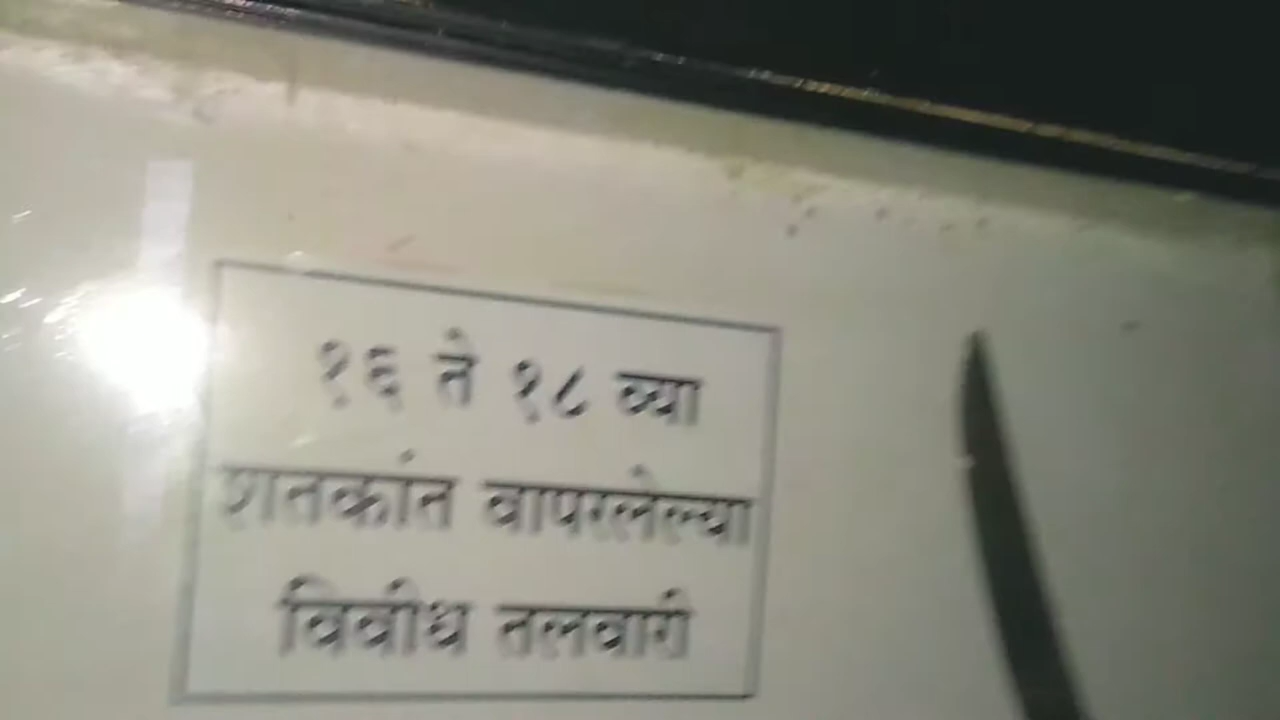 १६ ते १८ व्या
शतकांत वापरलेल्या
विवीध तलवारी